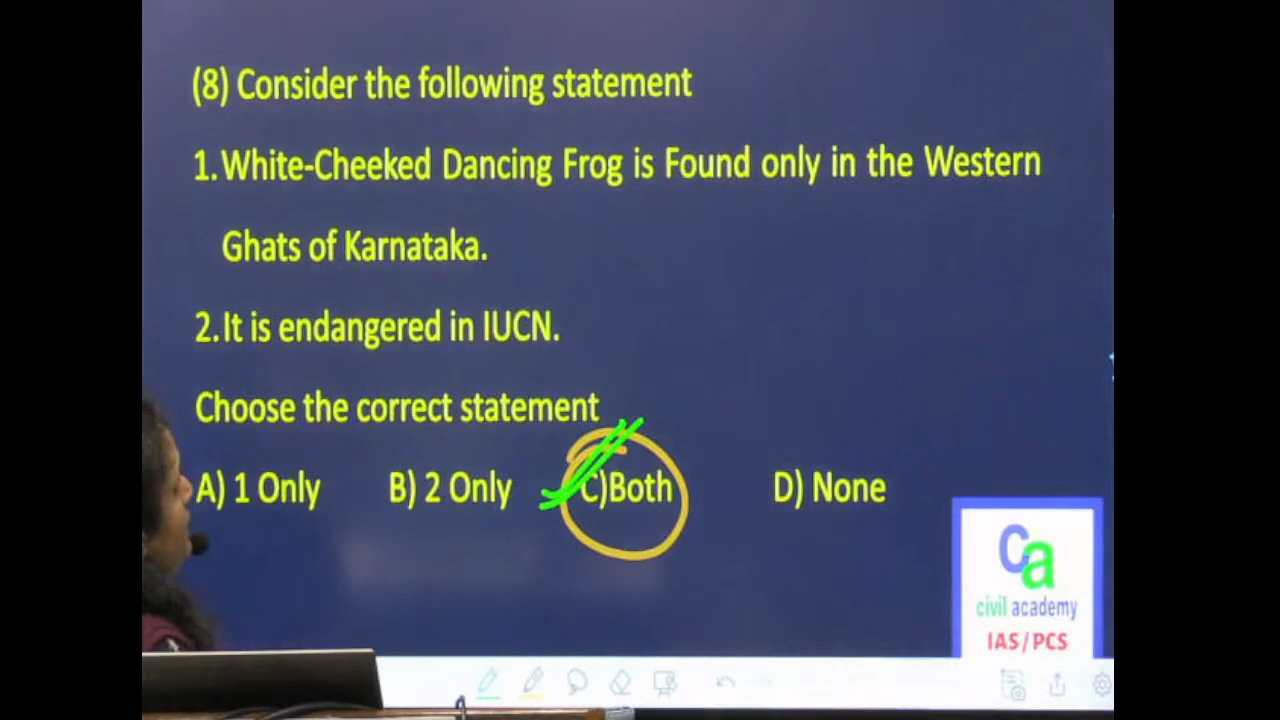 (8) Consider the following statement
1. White-Cheeked Dancing Frog is Found only in the Western
Ghats of Karnataka.
2. It is endangered in IUCN.
Choose the correct statement
A) 1 Only B) 2 Only C)Both D) None
ca
civil academy
IAS/PCS